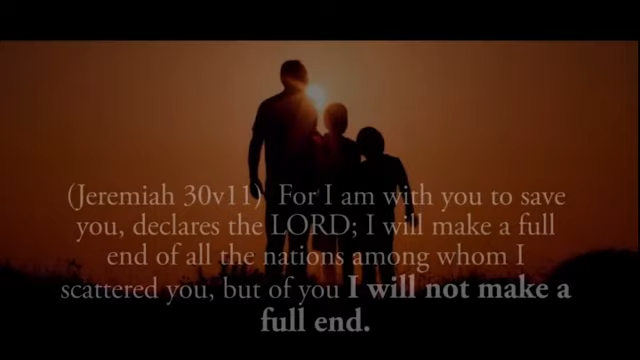 (Jeremiah 30v11)  For I am with you to save
you, declares the LORD; I will make a full
end of all the nations among whom I
scattered you, but of you I will not make a
full end.